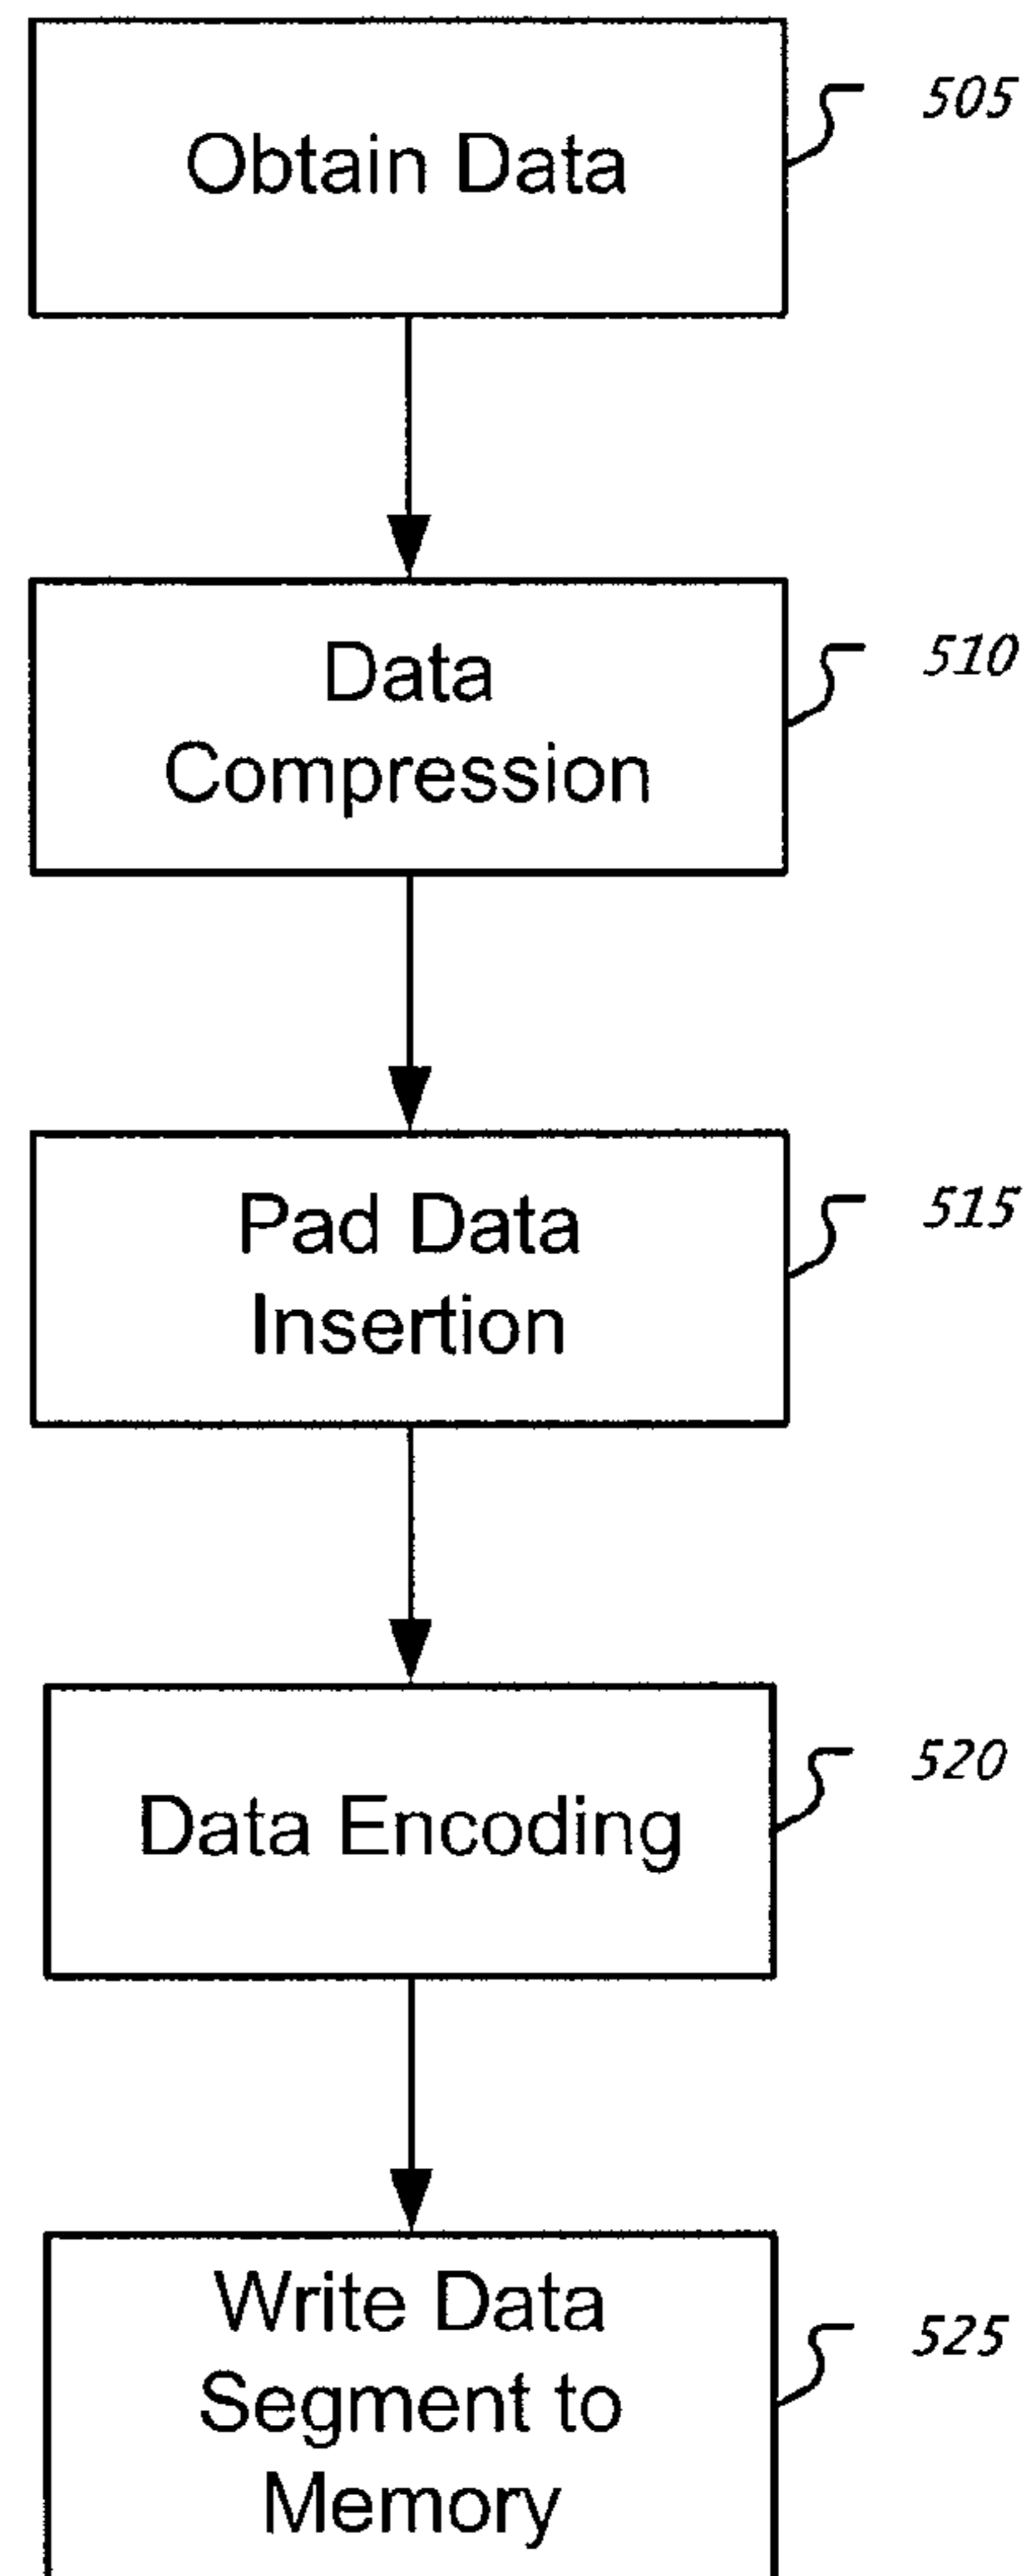 Obtain Data
505
Data
Compression
510
Pad Data
Insertion
515
Data Encoding
520
Write Data
Segment to
Memory
525